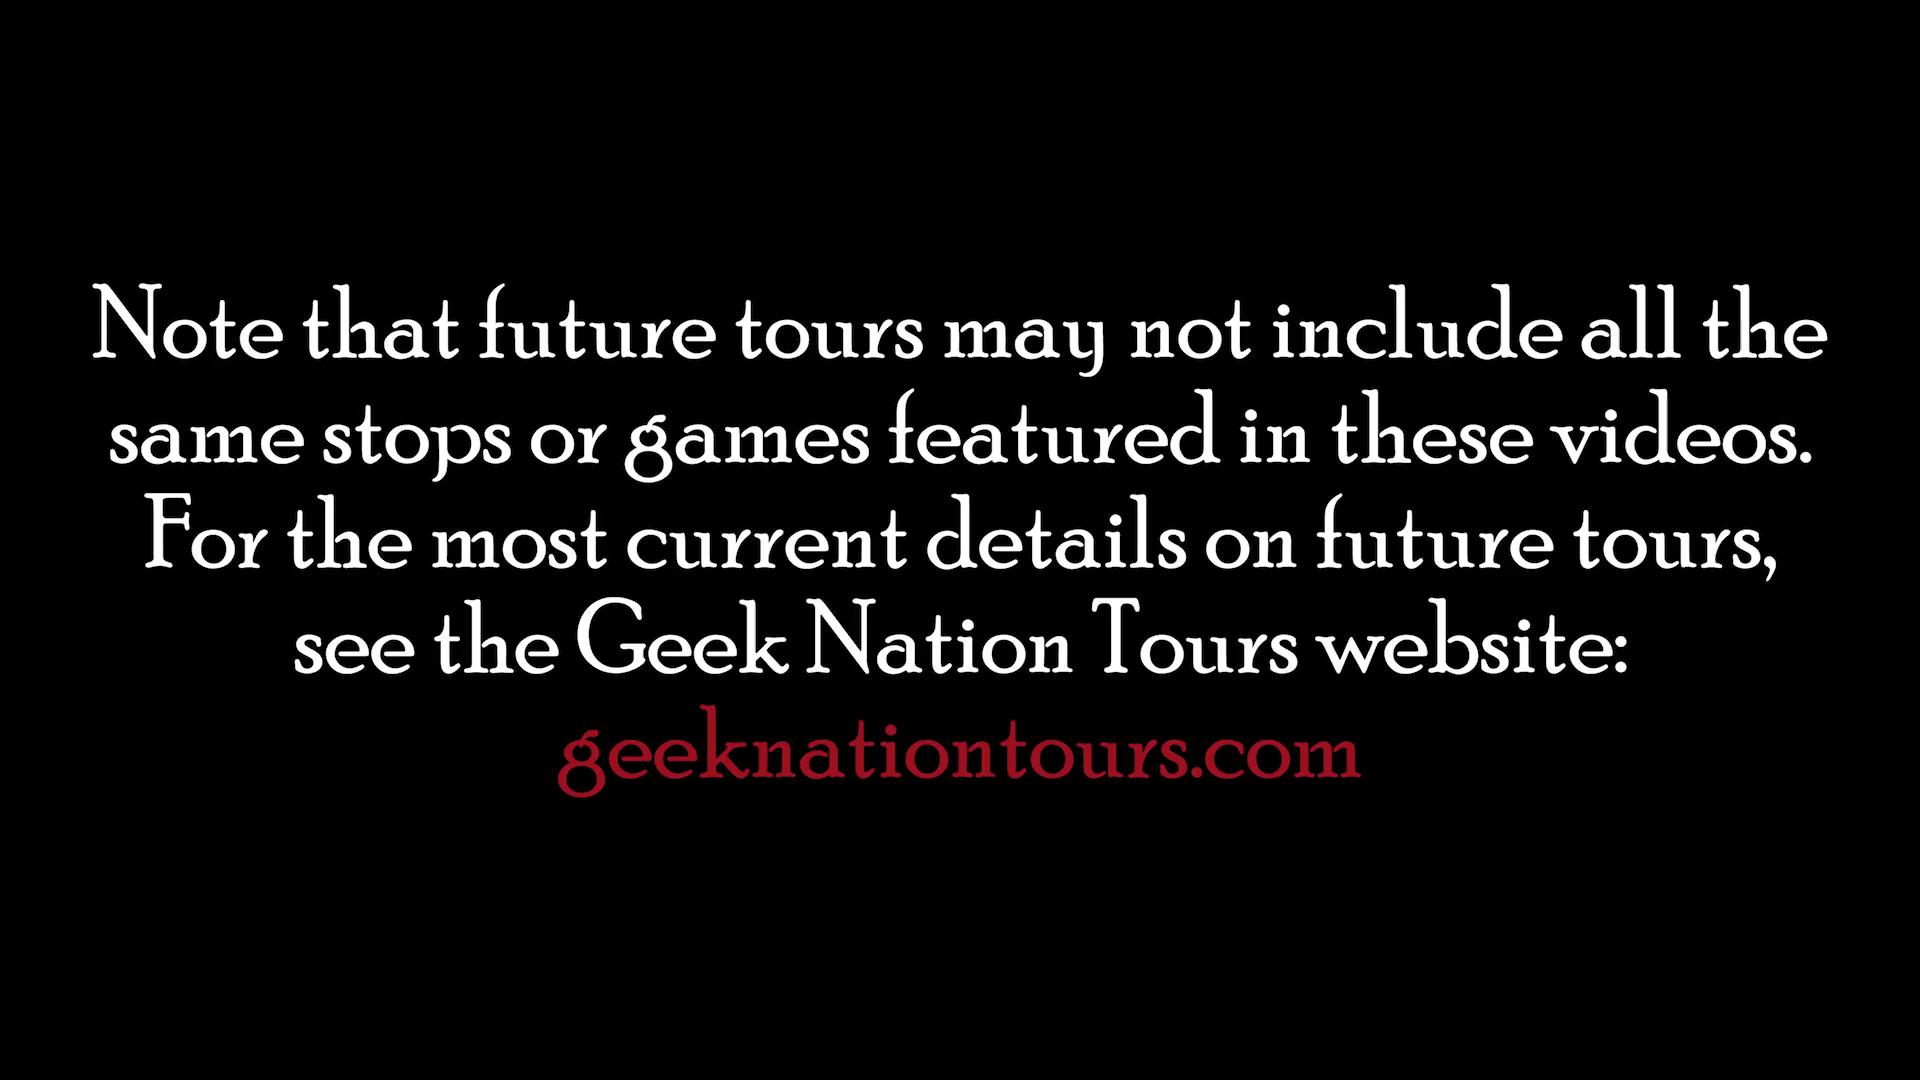 Note that future tours may not include all the
same stops or games featured in these videos.
For the most current details on future tours,
see the Geek Nation Tours website:
geeknationtours.com